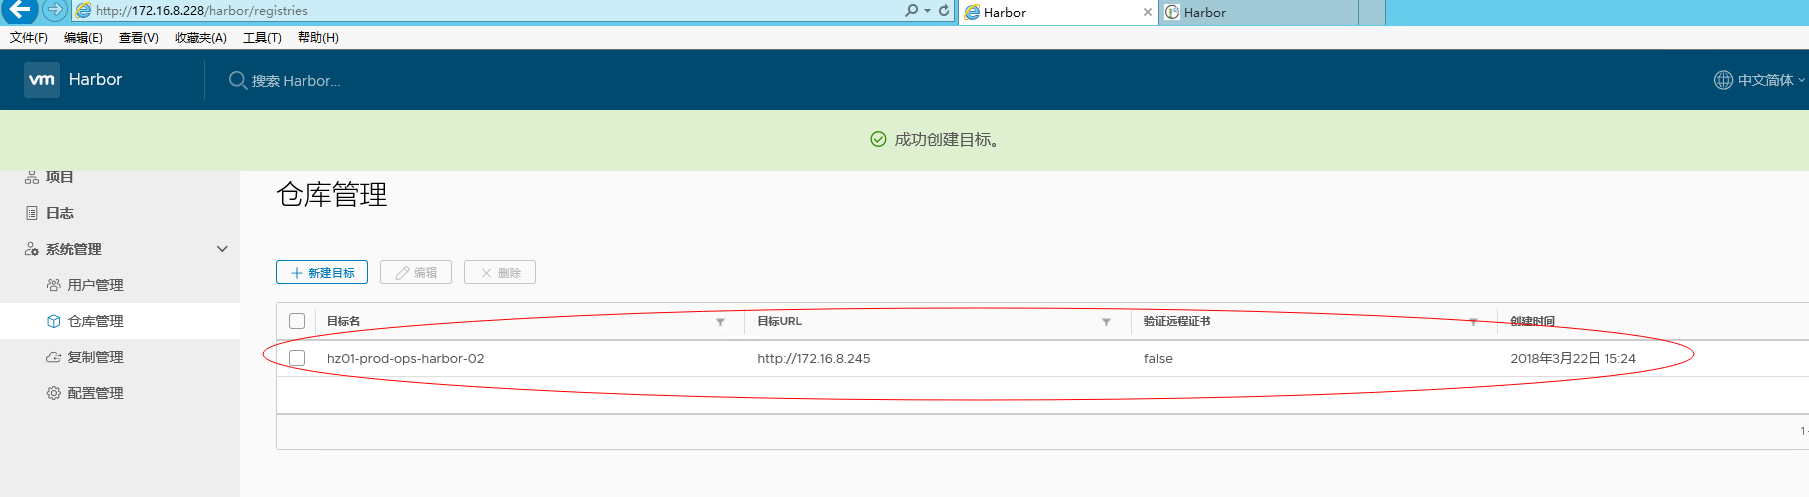 http://172.16.8.228/harbor/registries
Harbor
Harbor
文件(F) 编辑(E) 查看(V) 收藏夹(A) 工具(T) 帮助(H)
vm Harbor 搜索 Harbor... 中文简体
成功创建目标。
项目
仓库管理
日志
系统管理
用户管理
仓库管理
复制管理
配置管理
新建目标 编辑 删除
目标名 目标URL 验证远程证书 创建时间
hz01-prod-ops-harbor-02 http://172.16.8.245 false 2018年3月22日 15:24